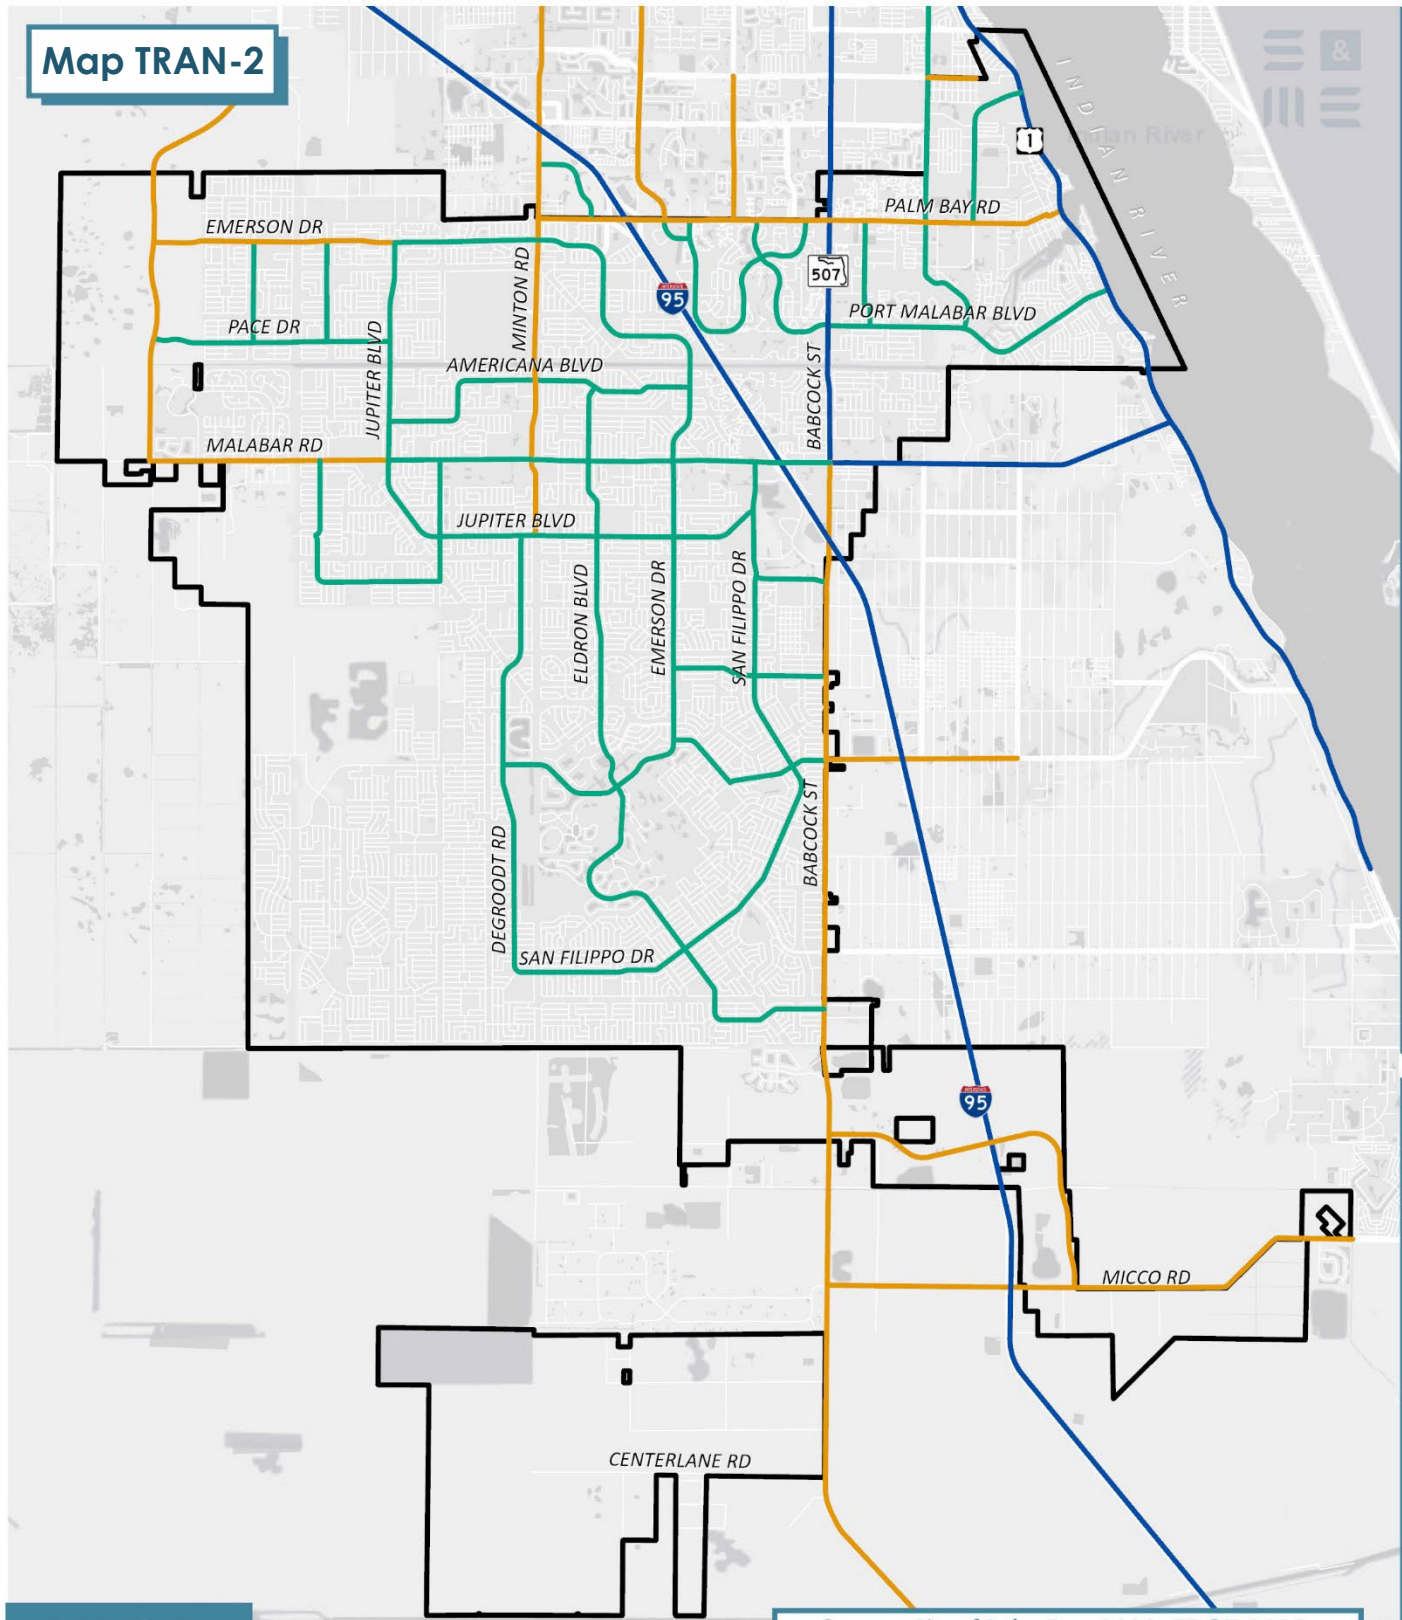 Map TRAN-2
INDIAN RIVER
Indian River
1
PALM BAY RD
EMERSON DR
MINTON RD
507
95
PORT MALABAR BLVD
PACE DR
JUPITER BLVD
AMERICANA BLVD
BABCOCK ST
MALABAR RD
JUPITER BLVD
ELDRON BLVD
EMERSON DR
SAN FILIPPO DR
BABCOCK ST
DEGROODT RD
SAN FILIPPO DR
95
MICCO RD
CENTERLANE RD